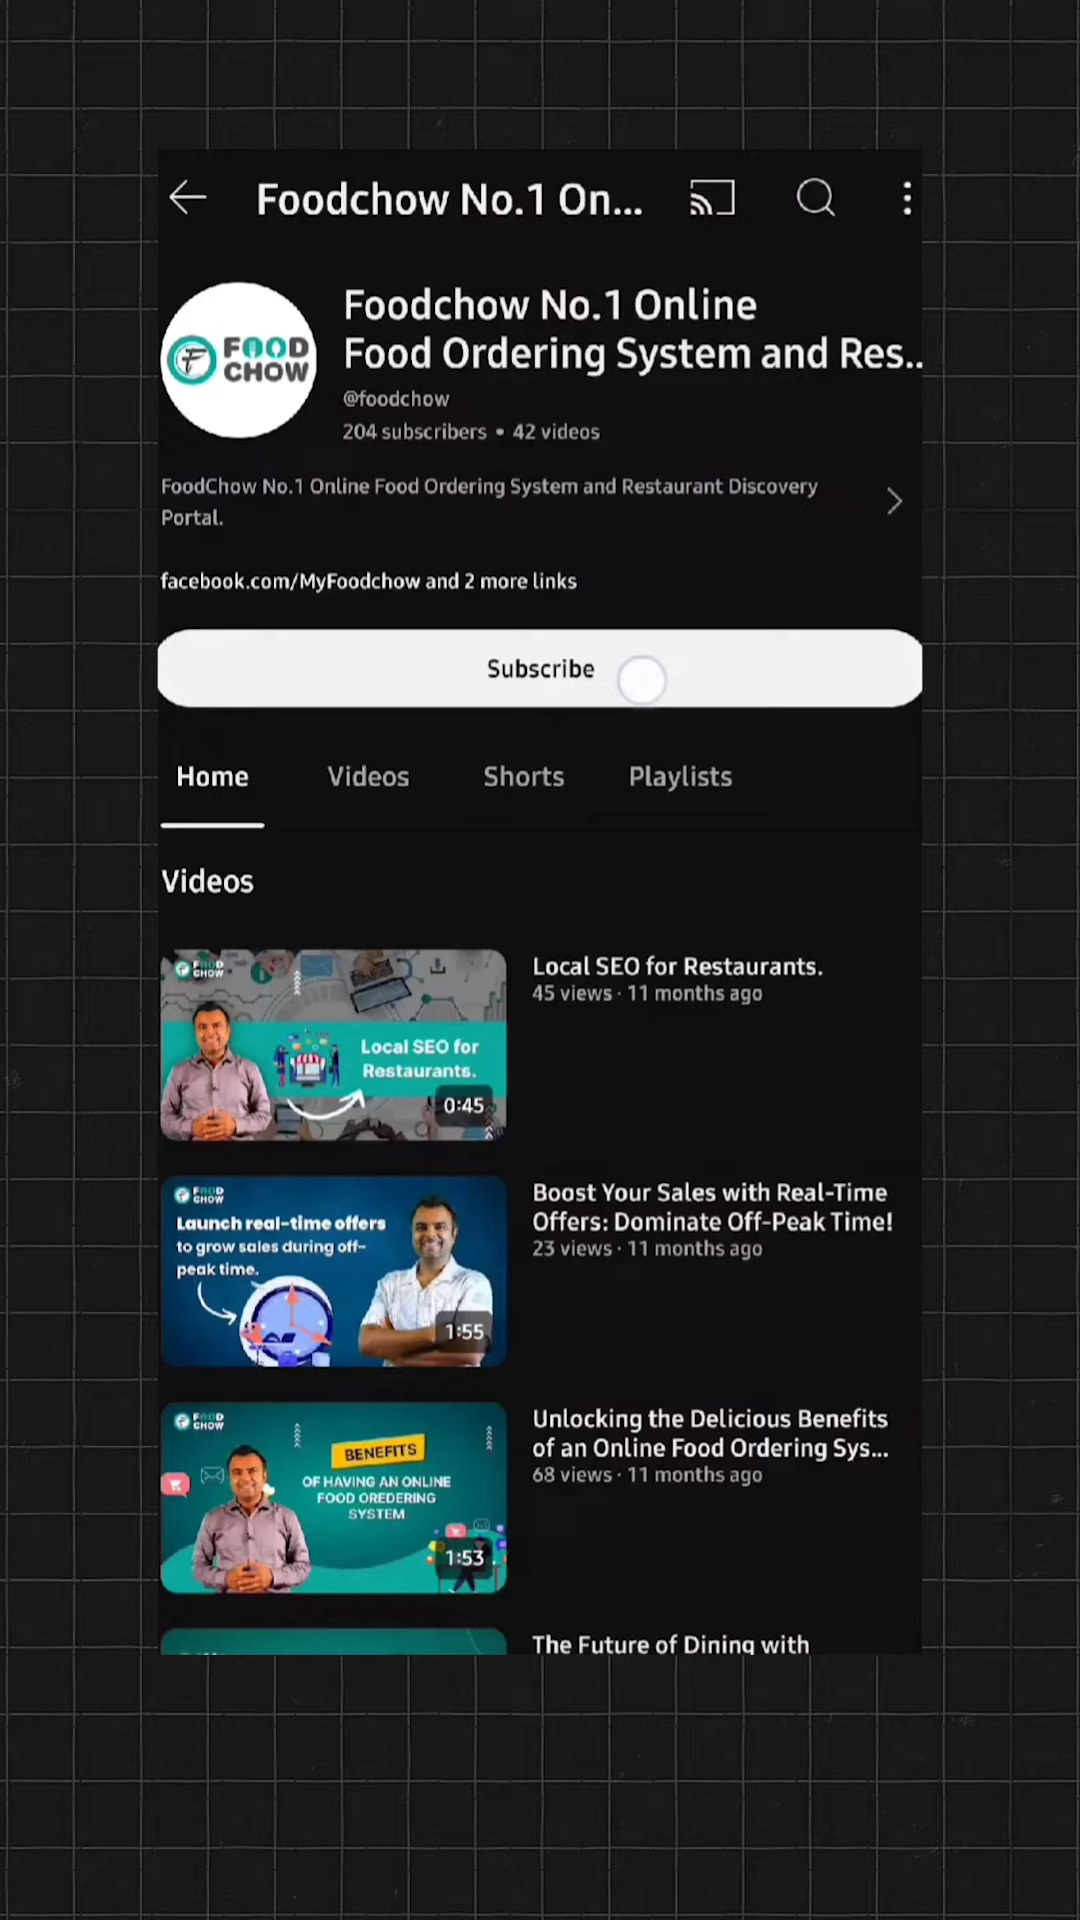 Foodchow No.1 On...
FOOD
CHOW
Foodchow No.1 Online
Food Ordering System and Res..
@foodchow
204 subscribers • 42 videos
FoodChow No.1 Online Food Ordering System and Restaurant Discovery
Portal.
facebook.com/MyFoodchow and 2 more links
Subscribe
Home
Videos
Shorts
Playlists
Videos
FOOD
CHOW
Local SEO for
Restaurants.
0:45
Local SEO for Restaurants.
45 views · 11 months ago
FOOD
CHOW
Launch real-time offers
to grow sales during off-
peak time.
1:55
Boost Your Sales with Real-Time
Offers: Dominate Off-Peak Time!
23 views · 11 months ago
FOOD
CHOW
BENEFITS
OF HAVING AN ONLINE
FOOD OREDERING
SYSTEM
1:53
Unlocking the Delicious Benefits
of an Online Food Ordering Sys...
68 views · 11 months ago
The Future of Dining with